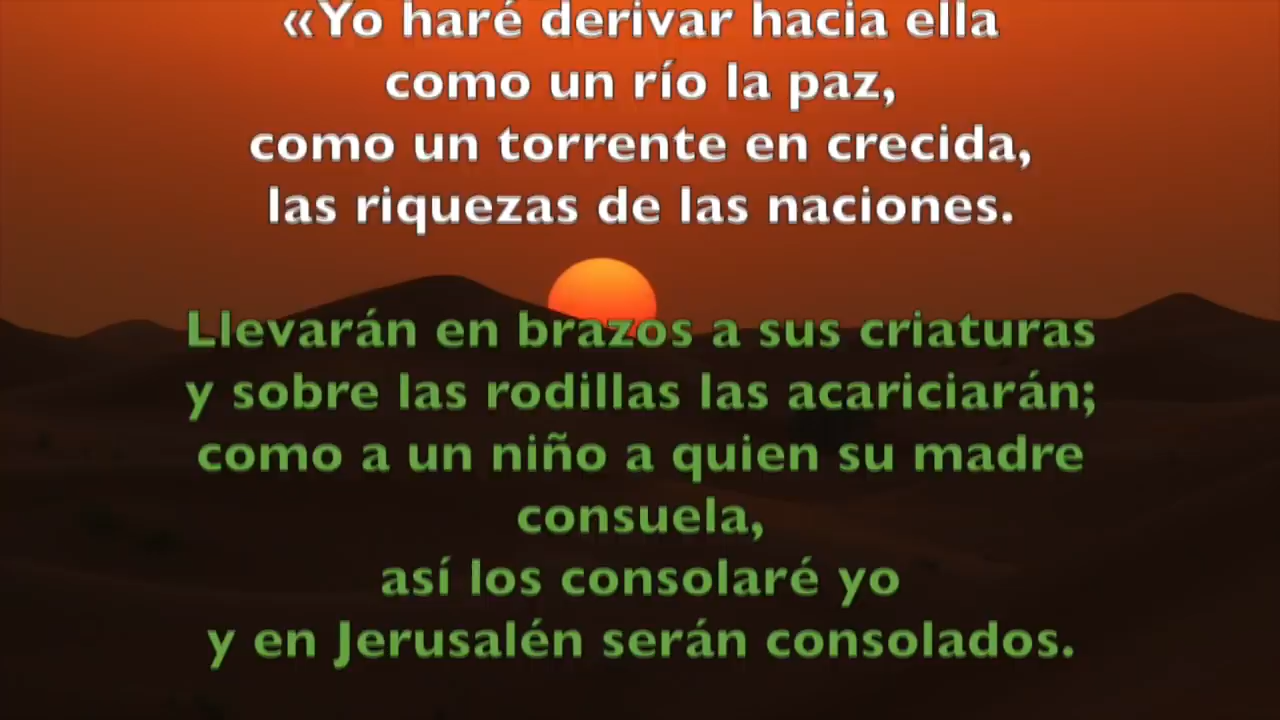 «Yo haré derivar hacia ella
como un río la paz,
como un torrente en crecida,
las riquezas de las naciones.
Llevarán en brazos a sus criaturas
y sobre las rodillas las acariciarán;
como a un niño a quien su madre
consuela,
así los consolaré yo
y en Jerusalén serán consolados.